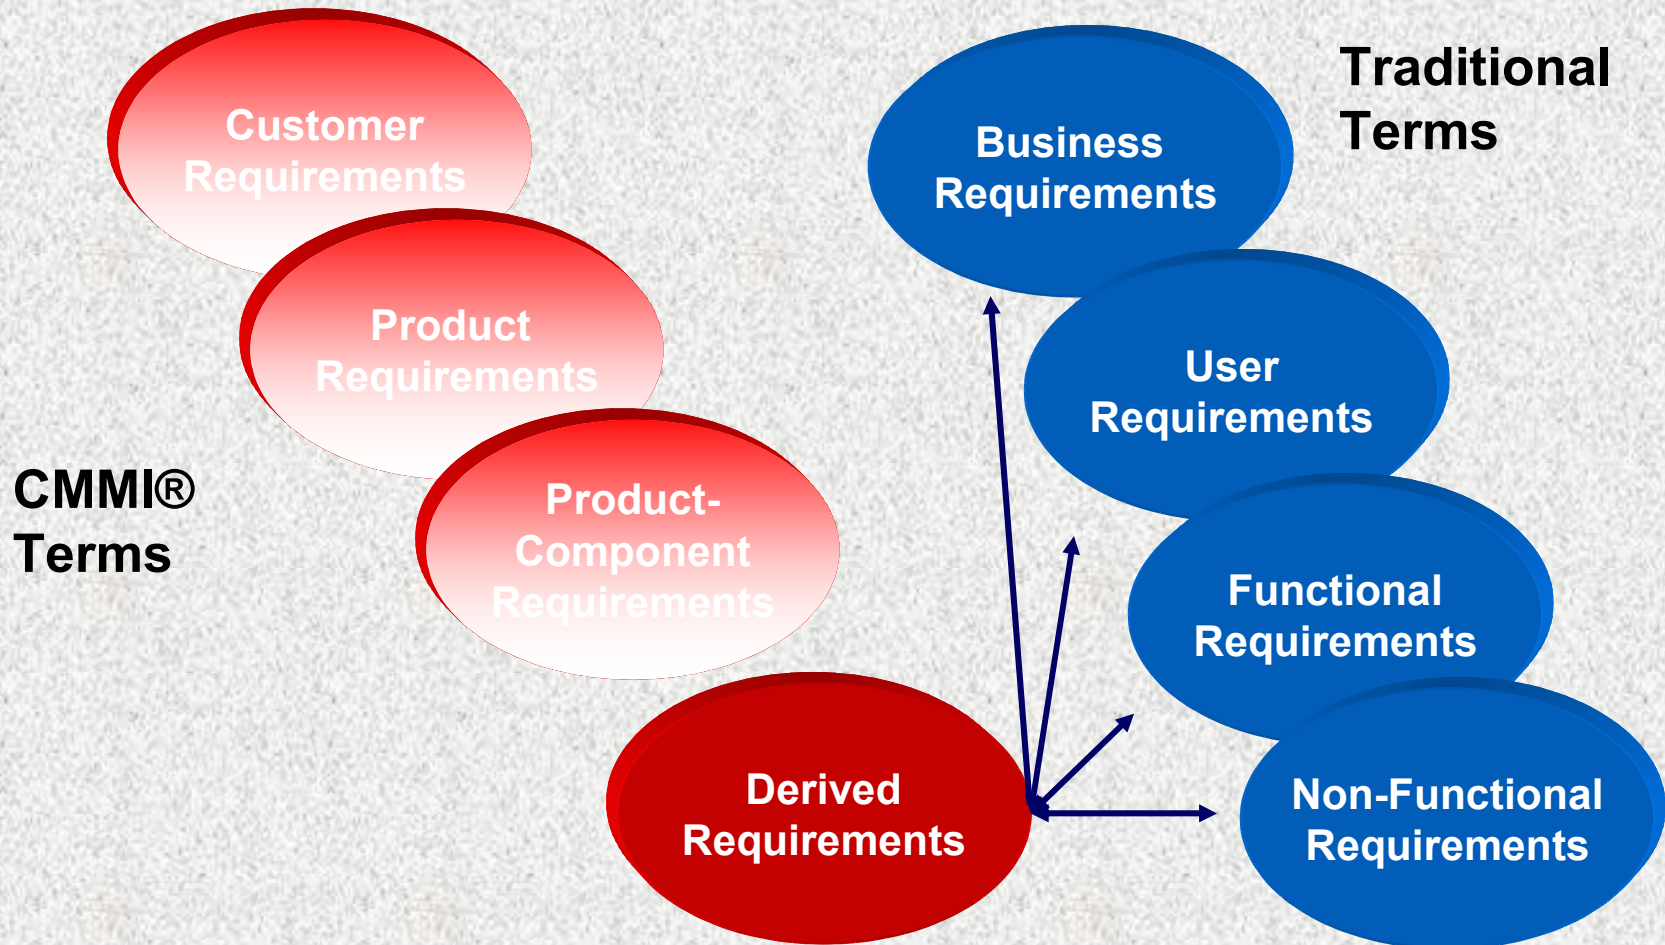 Customer
Requirements
Product
Requirements
Product-
Component
Requirements
Derived
Requirements
CMMI®
Terms
Business
Requirements
User
Requirements
Functional
Requirements
Non-Functional
Requirements
Traditional
Terms